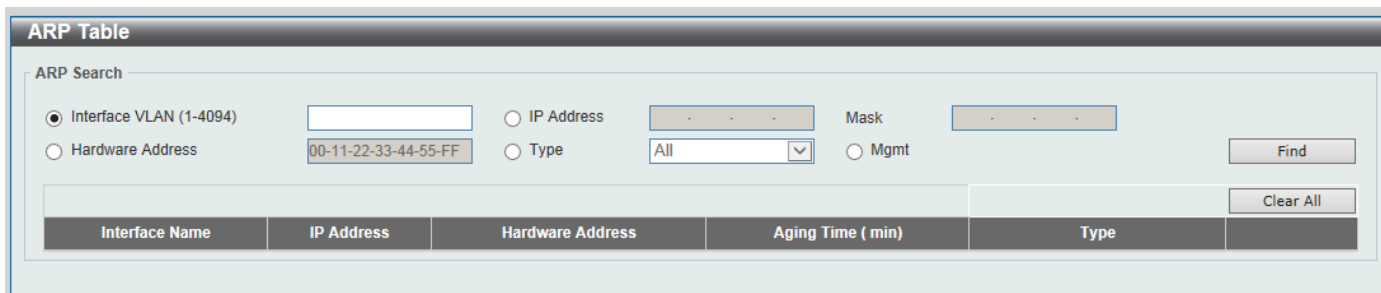 ARP Table
ARP Search
Interface VLAN (1-4094) IP Address . . . Mask . . .
Hardware Address 00-11-22-33-44-55-FF Type All Mgmt Find
Clear All
Interface Name IP Address Hardware Address Aging Time ( min) Type